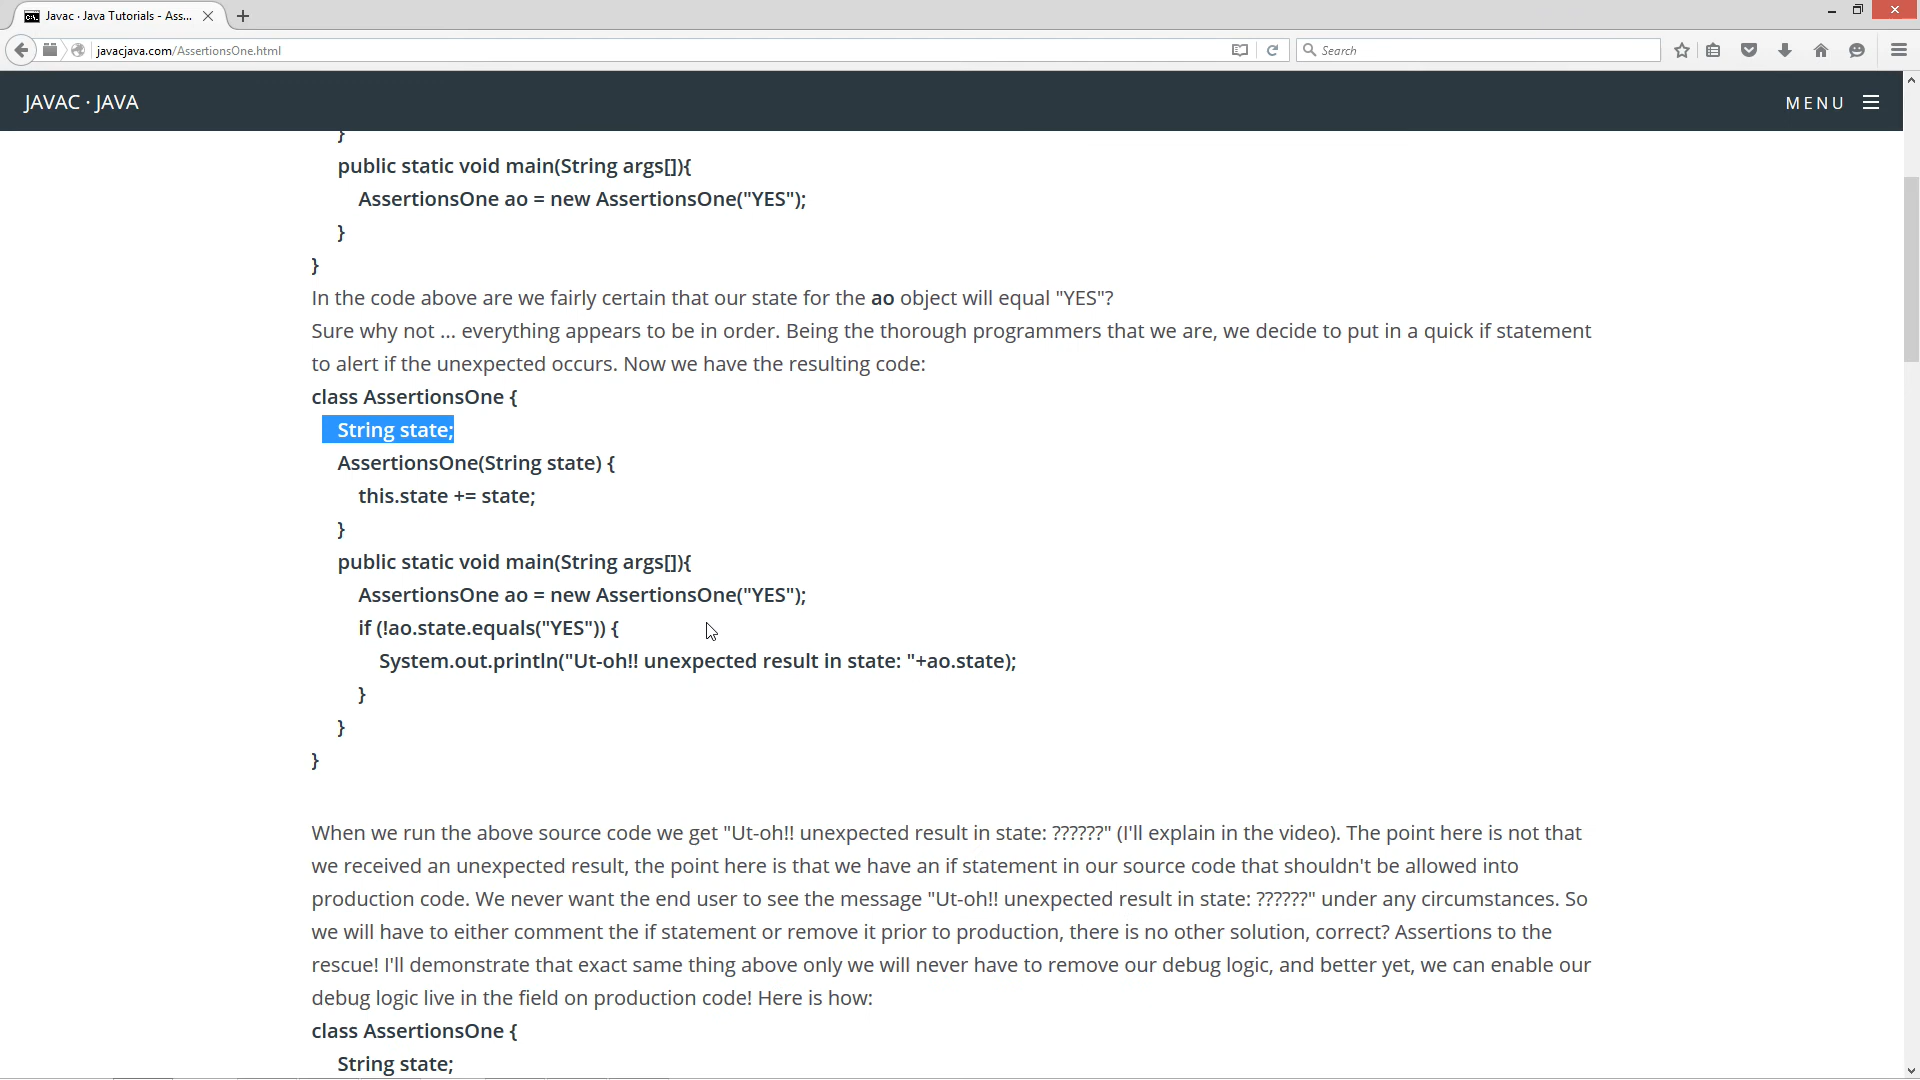 Javac · Java Tutorials - Ass...
javacjava.com/AssertionsOne.html
Search
JAVAC · JAVA
MENU
}
public static void main(String args[]){
AssertionsOne ao = new AssertionsOne("YES");
}
}
In the code above are we fairly certain that our state for the ao object will equal "YES"?
Sure why not ... everything appears to be in order. Being the thorough programmers that we are, we decide to put in a quick if statement
to alert if the unexpected occurs. Now we have the resulting code:
class AssertionsOne {
String state;
AssertionsOne(String state) {
this.state += state;
}
public static void main(String args[]){
AssertionsOne ao = new AssertionsOne("YES");
if (!ao.state.equals("YES")) {
System.out.println("Ut-oh!! unexpected result in state: "+ao.state);
}
}
}
When we run the above source code we get "Ut-oh!! unexpected result in state: ??????" (I'll explain in the video). The point here is not that
we received an unexpected result, the point here is that we have an if statement in our source code that shouldn't be allowed into
production code. We never want the end user to see the message "Ut-oh!! unexpected result in state: ??????" under any circumstances. So
we will have to either comment the if statement or remove it prior to production, there is no other solution, correct? Assertions to the
rescue! I'll demonstrate that exact same thing above only we will never have to remove our debug logic, and better yet, we can enable our
debug logic live in the field on production code! Here is how:
class AssertionsOne {
String state;